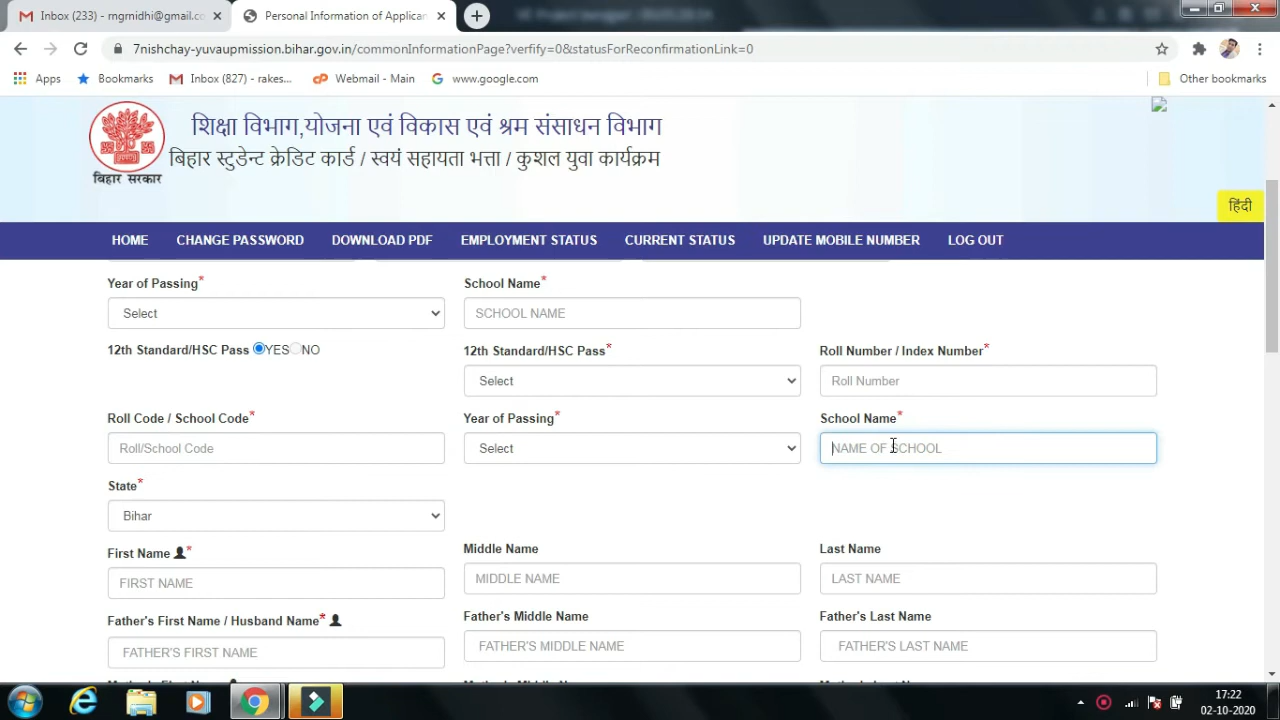 Inbox (233) - rngmidhi@gmail.co
Personal Information of Applican
7nishchay-yuvaupmission.bihar.gov.in/commonInformationPage?verfify=0&statusForReconfirmationLink=0
Apps Bookmarks Inbox (827) - rakes... Webmail - Main www.google.com Other bookmarks
शिक्षा विभाग,योजना एवं विकास एवं श्रम संसाधन विभाग
बिहार स्टुडेन्ट क्रेडिट कार्ड / स्वयं सहायता भत्ता / कुशल युवा कार्यक्रम
बिहार सरकार
हिंदी
HOME CHANGE PASSWORD DOWNLOAD PDF EMPLOYMENT STATUS CURRENT STATUS UPDATE MOBILE NUMBER LOG OUT
Year of Passing* School Name*
Select SCHOOL NAME
12th Standard/HSC Pass YES NO 12th Standard/HSC Pass* Roll Number / Index Number*
Select Roll Number
Roll Code / School Code* Year of Passing* School Name*
Roll/School Code Select NAME OF SCHOOL
State*
Bihar
First Name * Middle Name Last Name
FIRST NAME MIDDLE NAME LAST NAME
Father's First Name / Husband Name* Father's Middle Name Father's Last Name
FATHER'S FIRST NAME FATHER'S MIDDLE NAME FATHER'S LAST NAME
17:22
02-10-2020